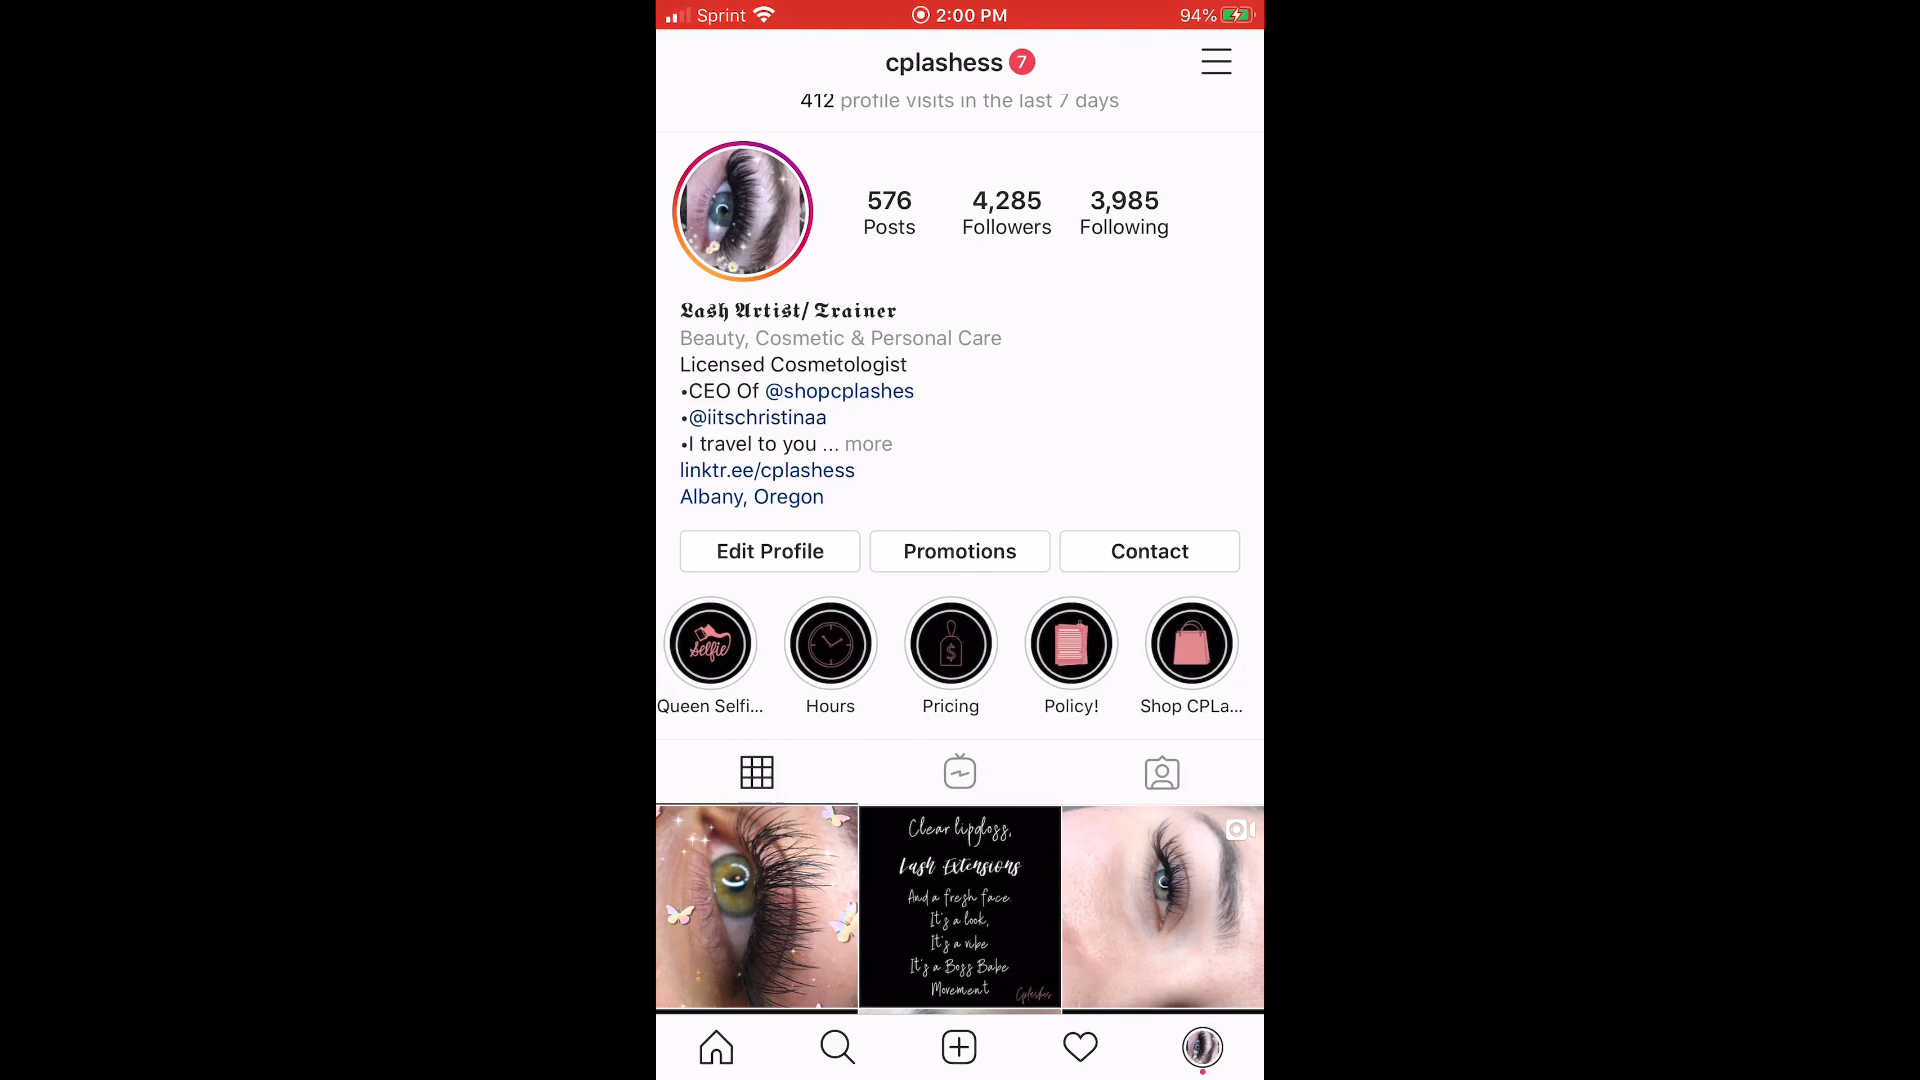 Sprint 2:00 PM 94%
cplashess 7
412 profile visits in the last 7 days
576 4,285 3,985
Posts Followers Following
𝕷𝖆𝖘𝖍 𝕬𝖗𝖙𝖎𝖘𝖙/ 𝕿𝖗𝖆𝖎𝖓𝖊𝖗
Beauty, Cosmetic & Personal Care
Licensed Cosmetologist
•CEO Of @shopcplashes
•@iitschristinaa
•I travel to you ... more
linktr.ee/cplashess
Albany, Oregon
Edit Profile Promotions Contact
Selfie $
Queen Selfi... Hours Pricing Policy! Shop CPLa...
Clear lipgloss,
Lash Extensions
And a fresh face.
It's a look,
It's a vibe
It's a Boss Babe
Movement
Cplashes